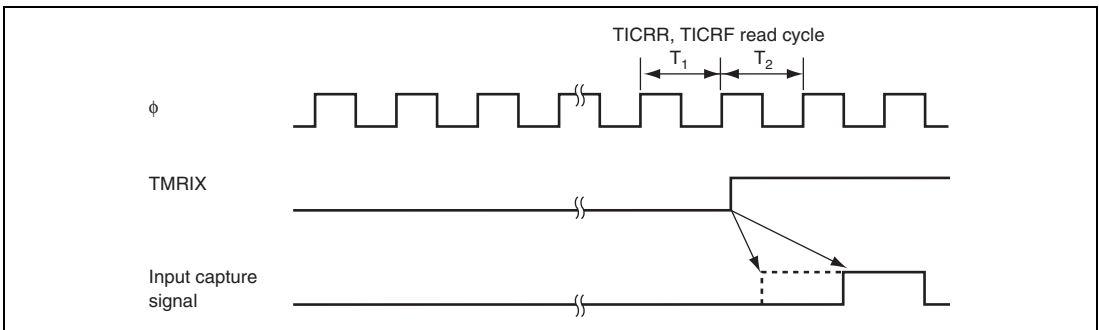 TICRR, TICRF read cycle
T₁ T₂
ϕ
TMRIX
Input capture
signal